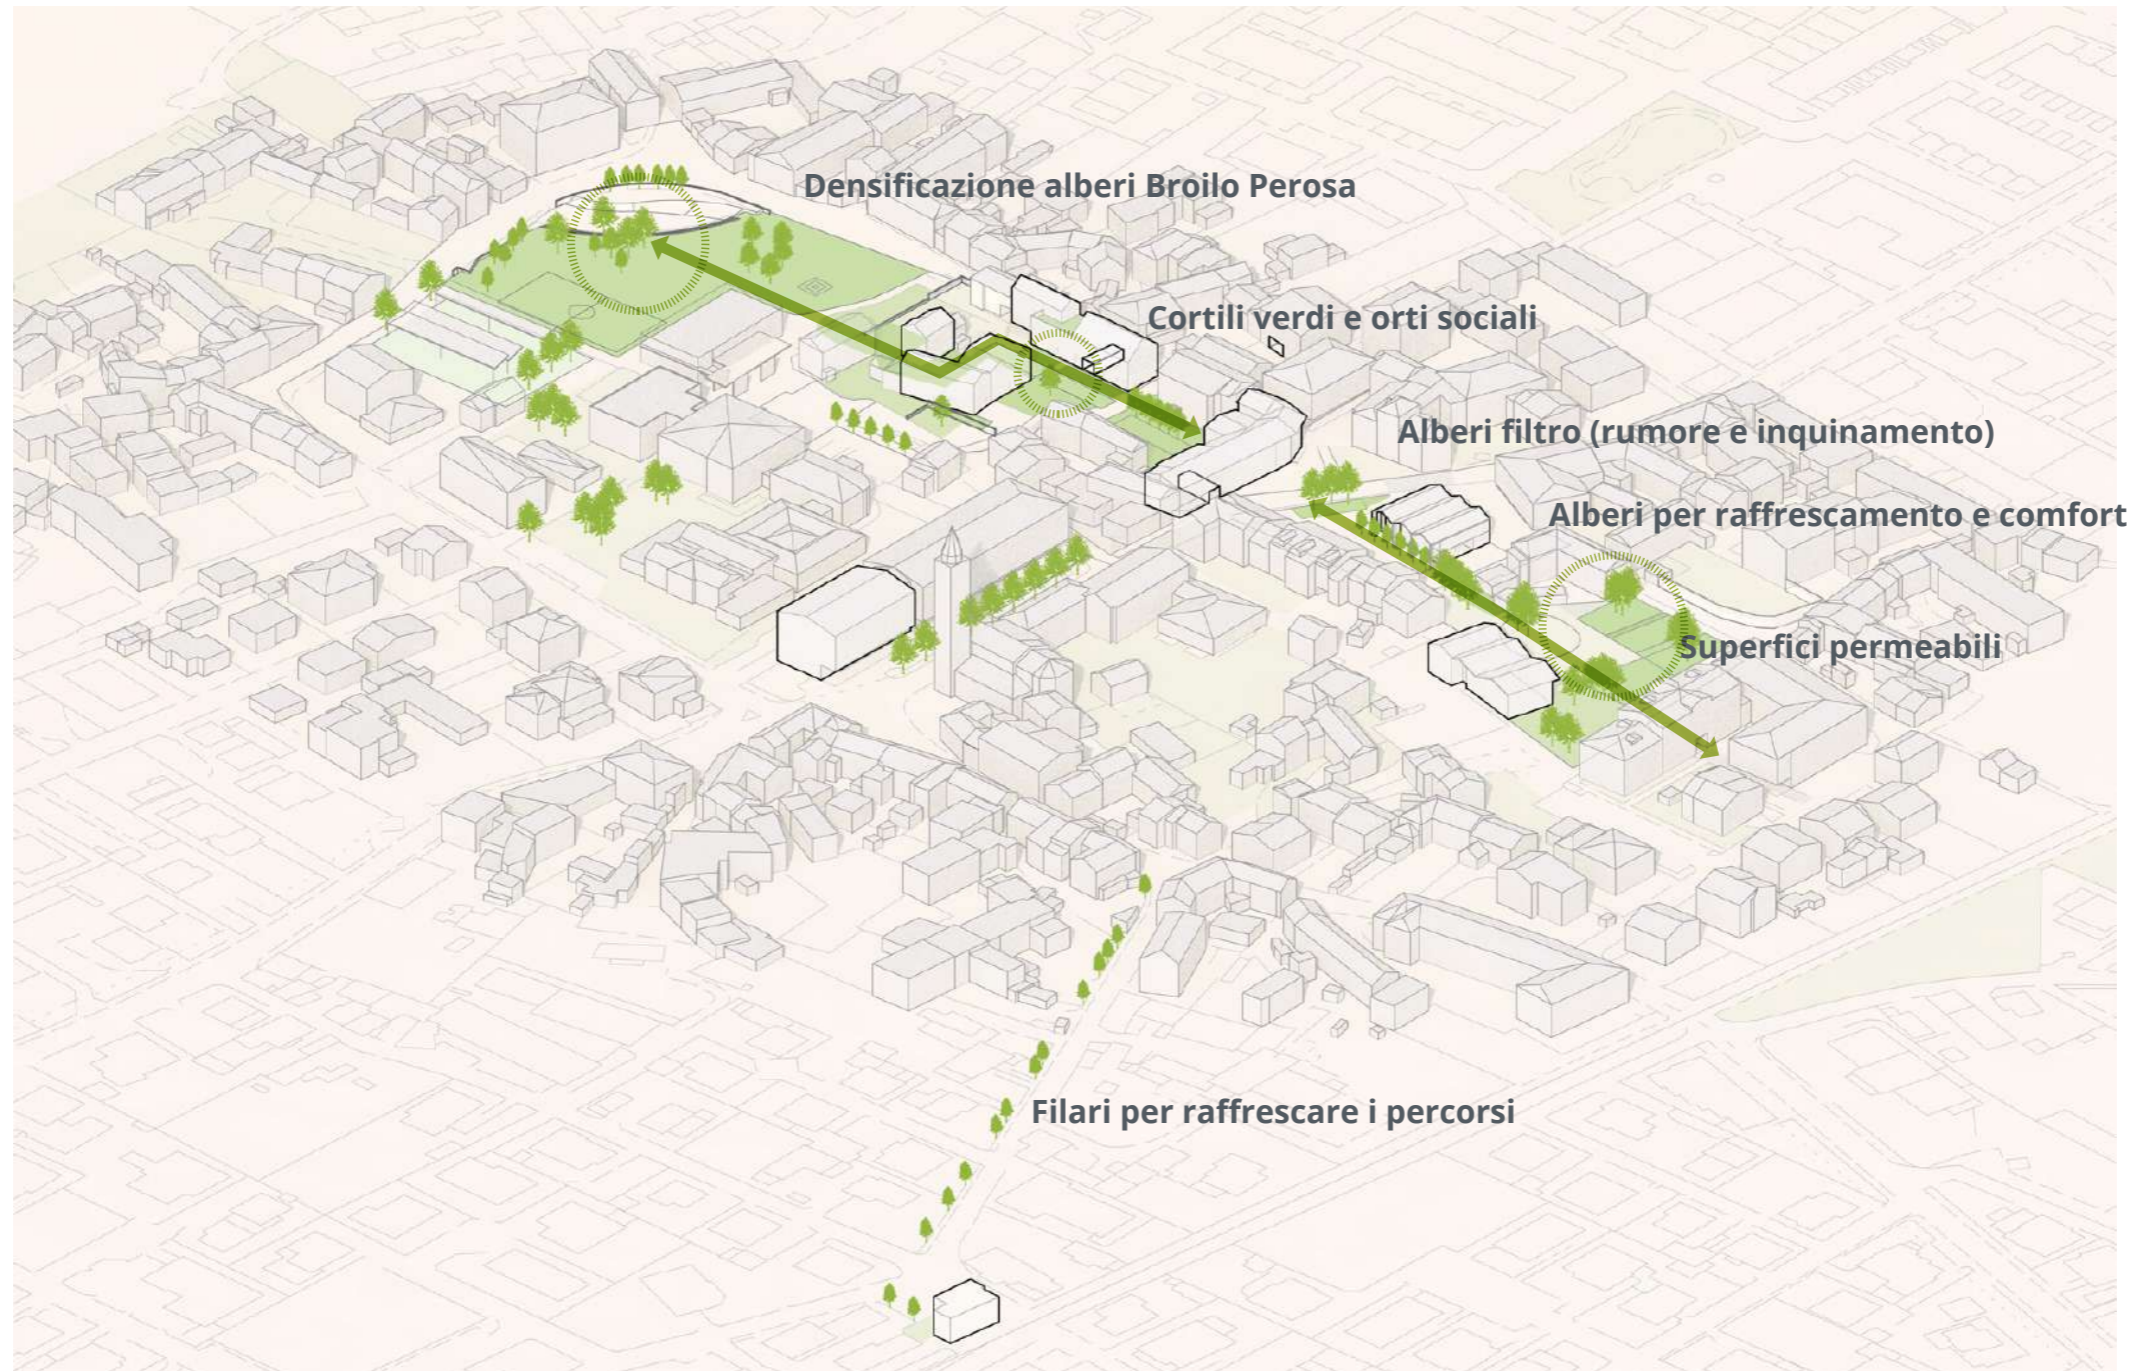 Densificazione alberi Broilo Perosa
Cortili verdi e orti sociali
Alberi filtro (rumore e inquinamento)
Alberi per raffrescamento e comfort
Superfici permeabili
Filari per raffrescare i percorsi